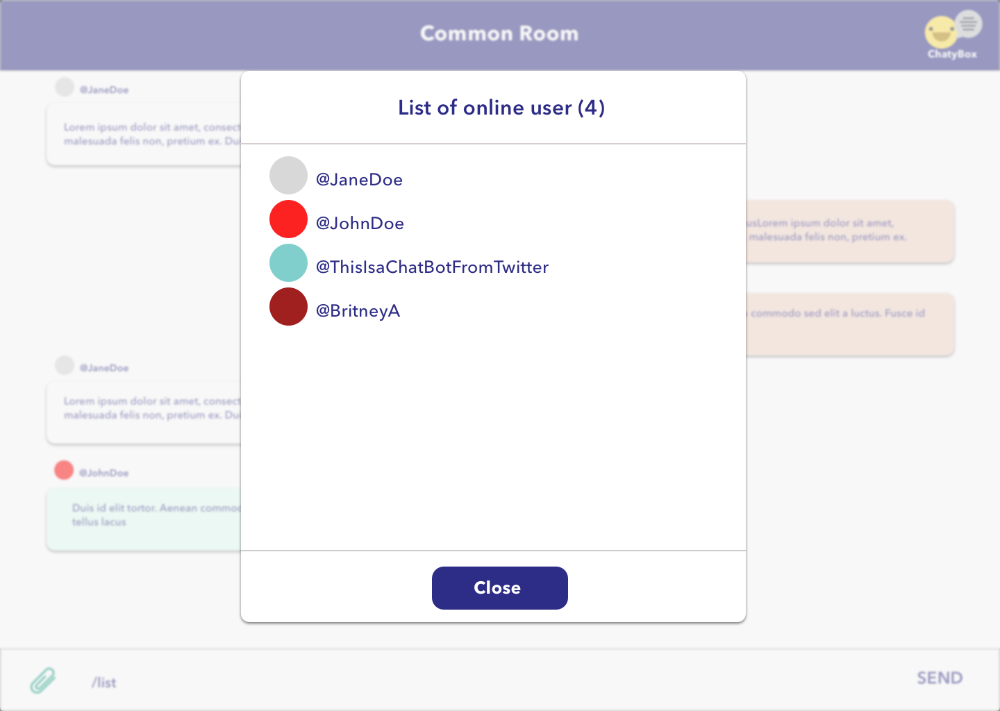 Common Room
ChatyBox
@JaneDoe
Lorem ipsum dolor sit amet, consect
malesuada felis non, pretium ex. Dui
List of online user (4)
@JaneDoe
@JohnDoe
@ThisIsaChatBotFromTwitter
@BritneyA
usLorem ipsum dolor sit amet,
malesuada felis non, pretium ex.
commodo sed elit a luctus. Fusce id
@JaneDoe
Lorem ipsum dolor sit amet, consect
malesuada felis non, pretium ex. Dui
@JohnDoe
Duis id elit tortor. Aenean commod
tellus lacus
Close
/list
SEND